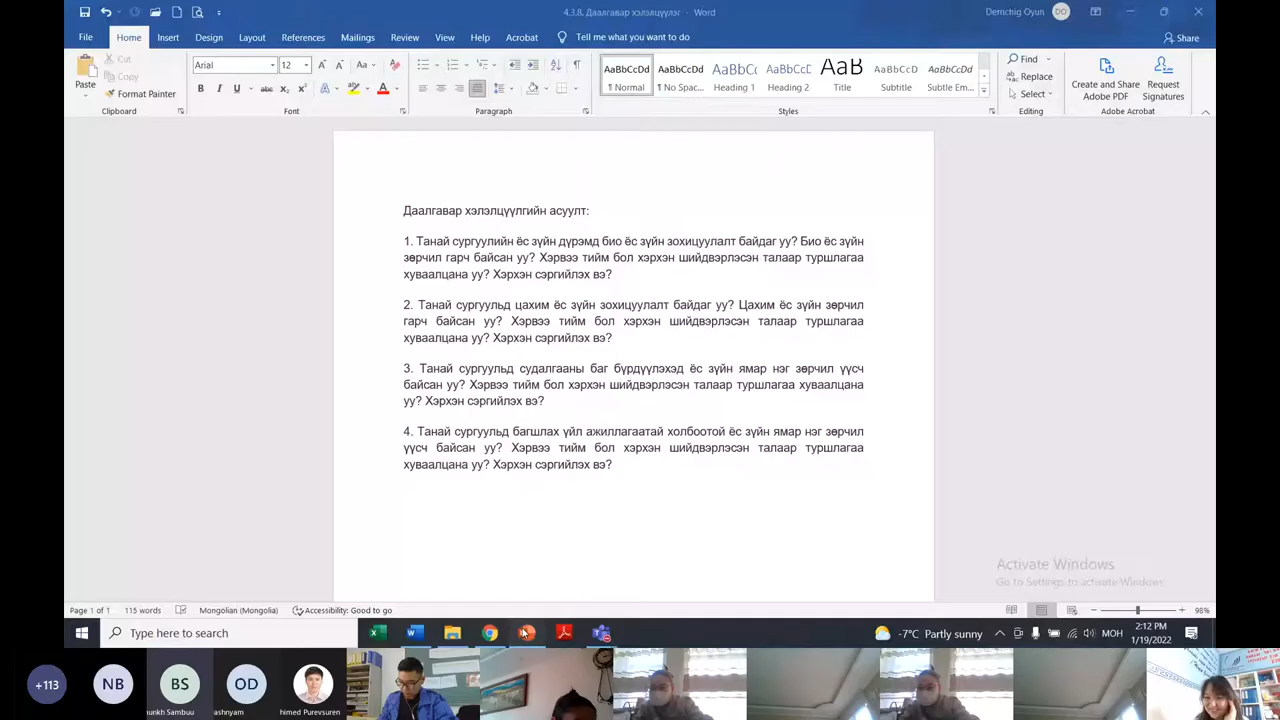 4.3.8. Даалгавар хэлэлцүүлэг - Word
Demchig Oyun
DO
File Home Insert Design Layout References Mailings Review View Help Acrobat Tell me what you want to do
Share
Paste
Cut
Copy
Format Painter
Clipboard
Arial
12
Font
Paragraph
AaBbCcDd
¶ Normal
AaBbCcDd
¶ No Spac...
AaBbCc
Heading 1
AaBbCcD
Heading 2
AaB
Title
AaBbCcD
Subtitle
AaBbCcDd
Subtle Em...
Styles
Find
Replace
Select
Editing
Create and Share
Adobe PDF
Request
Signatures
Adobe Acrobat
Даалгавар хэлэлцүүлгийн асуулт:
1. Танай сургуулийн ёс зүйн дүрэмд био ёс зүйн зохицуулалт байдаг уу? Био ёс зүйн
зөрчил гарч байсан уу? Хэрвээ тийм бол хэрхэн шийдвэрлэсэн талаар туршлагаа
хуваалцана уу? Хэрхэн сэргийлэх вэ?
2. Танай сургуульд цахим ёс зүйн зохицуулалт байдаг уу? Цахим ёс зүйн зөрчил
гарч байсан уу? Хэрвээ тийм бол хэрхэн шийдвэрлэсэн талаар туршлагаа
хуваалцана уу? Хэрхэн сэргийлэх вэ?
3. Танай сургуульд судалгааны баг бүрдүүлэхэд ёс зүйн ямар нэг зөрчил үүсч
байсан уу? Хэрвээ тийм бол хэрхэн шийдвэрлэсэн талаар туршлагаа хуваалцана
уу? Хэрхэн сэргийлэх вэ?
4. Танай сургуульд багшлах үйл ажиллагаатай холбоотой ёс зүйн ямар нэг зөрчил
үүсч байсан уу? Хэрвээ тийм бол хэрхэн шийдвэрлэсэн талаар туршлагаа
хуваалцана уу? Хэрхэн сэргийлэх вэ?
Activate Windows
Go to Settings to activate Windows.
Page 1 of 1 115 words Mongolian (Mongolia) Accessibility: Good to go
98%
Type here to search
-7°C Partly sunny
МОН
2:12 PM
1/19/2022
+113
NB
BS
unkh Sambuu
OD
ashnyam
himed Purevsuren